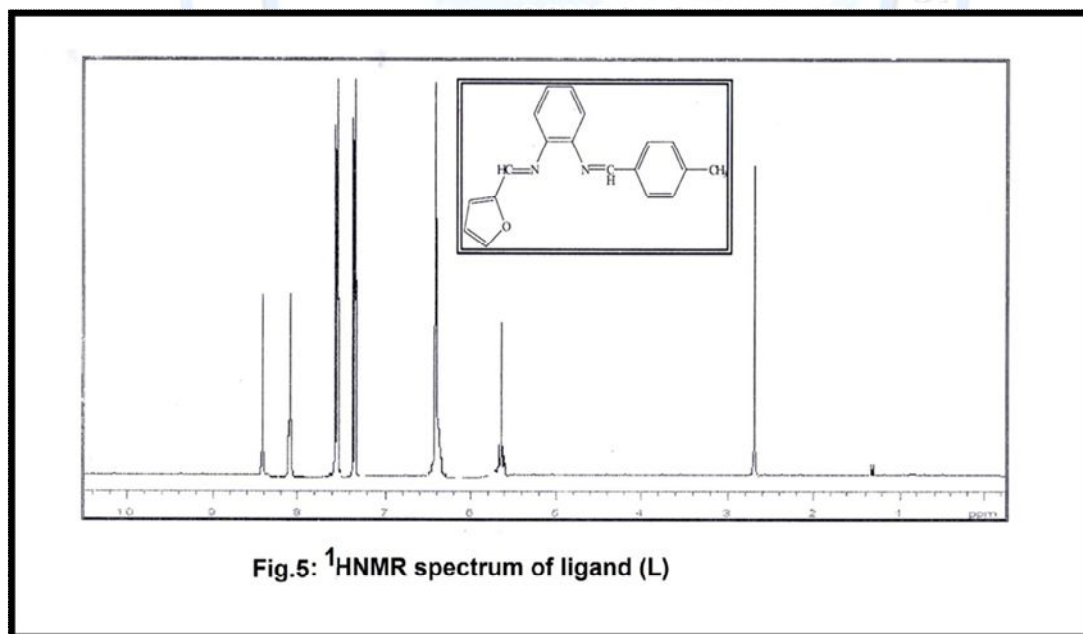 HC=N
N=C
H
CH3
O
10 9 8 7 6 5 4 3 2 1 ppm
Fig.5: ¹HNMR spectrum of ligand (L)